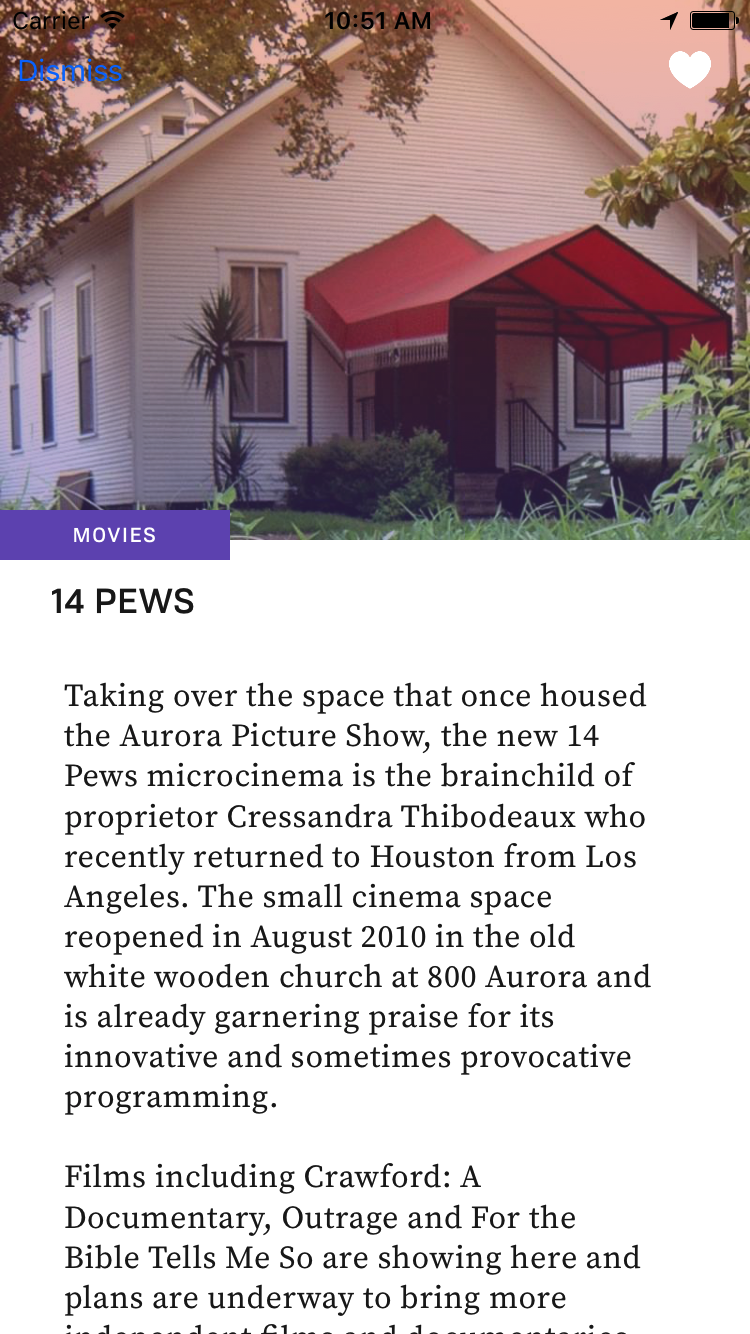 Carrier 10:51 AM
Dismiss
MOVIES
14 PEWS
Taking over the space that once housed
the Aurora Picture Show, the new 14
Pews microcinema is the brainchild of
proprietor Cressandra Thibodeaux who
recently returned to Houston from Los
Angeles. The small cinema space
reopened in August 2010 in the old
white wooden church at 800 Aurora and
is already garnering praise for its
innovative and sometimes provocative
programming.
Films including Crawford: A
Documentary, Outrage and For the
Bible Tells Me So are showing here and
plans are underway to bring more
independent films and documentaries